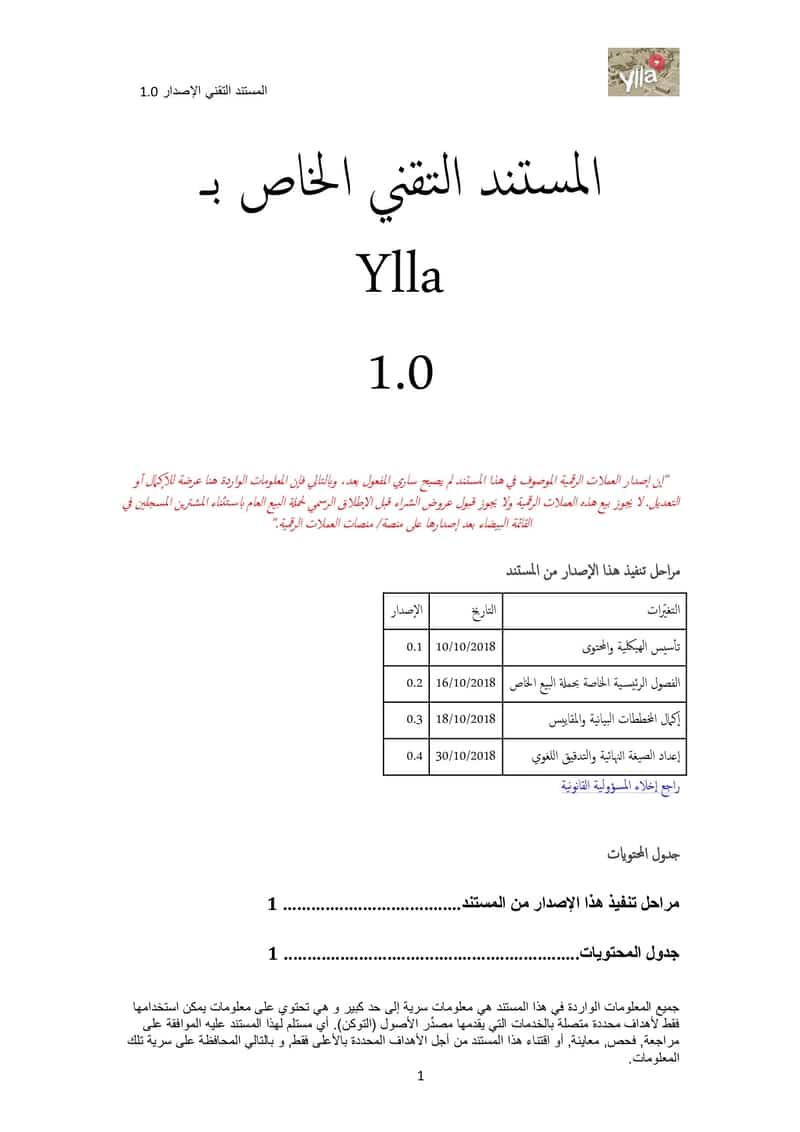 Ylla
المستند التقني الإصدار 1.0
المستند التقني الخاص بـ
Ylla
1.0
"إن إصدار العملات الرقمية الموصوف في هذا المستند لم يصبح ساري المفعول بعد، وبالتالي فإن المعلومات الواردة هنا عرضة للإكمال أو
التعديل. لا يجوز بيع هذه العملات الرقمية ولا يجوز قبول عروض الشراء قبل الإطلاق الرسمي لحملة البيع العام باستثناء المشترين المسجلين في
القائمة البيضاء بعد إصدارها على منصة/ منصات العملات الرقمية."
مراحل تنفيذ هذا الإصدار من المستند
التغيّرات التاريخ الإصدار
تأسيس الهيكلية والمحتوى 10/10/2018 0.1
الفصول الرئيسية الخاصة بحملة البيع الخاص 16/10/2018 0.2
إكمال المخططات البيانية والمقاييس 18/10/2018 0.3
إعداد الصيغة النهائية والتدقيق اللغوي 30/10/2018 0.4
راجع إخلاء المسؤولية القانونية
جدول المحتويات
مراحل تنفيذ هذا الإصدار من المستند..................................... 1
جدول المحتويات.............................................................. 1
جميع المعلومات الواردة في هذا المستند هي معلومات سرية إلى حد كبير و هي تحتوي على معلومات يمكن استخدامها
فقط لأهداف محددة متصلة بالخدمات التي يقدمها مصدّر الأصول (التوكن). أي مستلم لهذا المستند عليه الموافقة على
مراجعة, فحص, معاينة, أو اقتناء هذا المستند من أجل الأهداف المحددة بالأعلى فقط, و بالتالي المحافظة على سرية تلك
المعلومات.
1